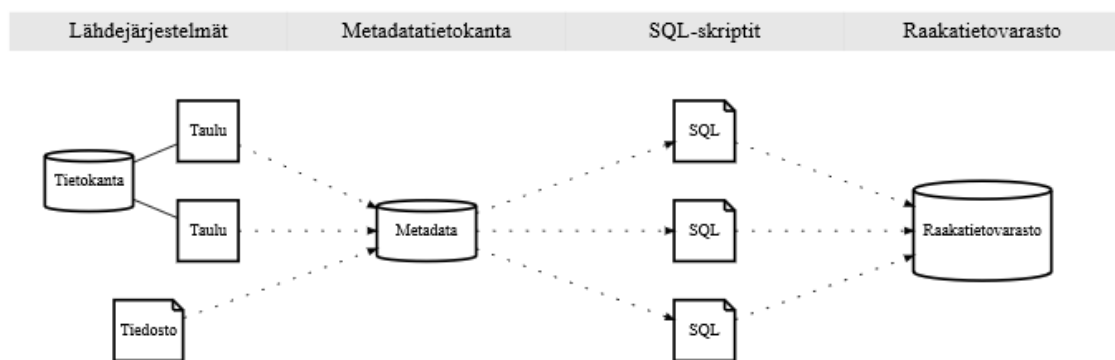 Lähdejärjestelmät
Metadatatietokanta
SQL-skriptit
Raakatietovarasto
Taulu
SQL
Tietokanta
Taulu
Metadata
SQL
Raakatietovarasto
Tiedosto
SQL